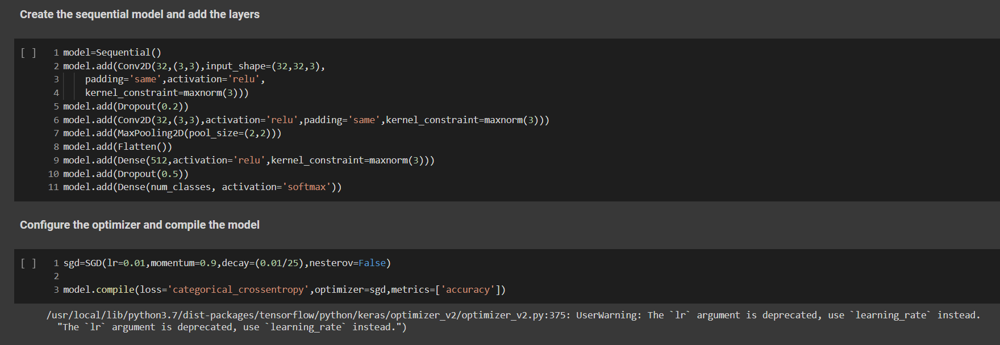 Create the sequential model and add the layers
[ ] 1 model=Sequential()
2 model.add(Conv2D(32,(3,3),input_shape=(32,32,3),
3     padding='same',activation='relu',
4     kernel_constraint=maxnorm(3)))
5 model.add(Dropout(0.2))
6 model.add(Conv2D(32,(3,3),activation='relu',padding='same',kernel_constraint=maxnorm(3)))
7 model.add(MaxPooling2D(pool_size=(2,2)))
8 model.add(Flatten())
9 model.add(Dense(512,activation='relu',kernel_constraint=maxnorm(3)))
10 model.add(Dropout(0.5))
11 model.add(Dense(num_classes, activation='softmax'))
Configure the optimizer and compile the model
[ ] 1 sgd=SGD(lr=0.01,momentum=0.9,decay=(0.01/25),nesterov=False)
2
3 model.compile(loss='categorical_crossentropy',optimizer=sgd,metrics=['accuracy'])
/usr/local/lib/python3.7/dist-packages/tensorflow/python/keras/optimizer_v2/optimizer_v2.py:375: UserWarning: The `lr` argument is deprecated, use `learning_rate` instead.
  "The `lr` argument is deprecated, use `learning_rate` instead.")